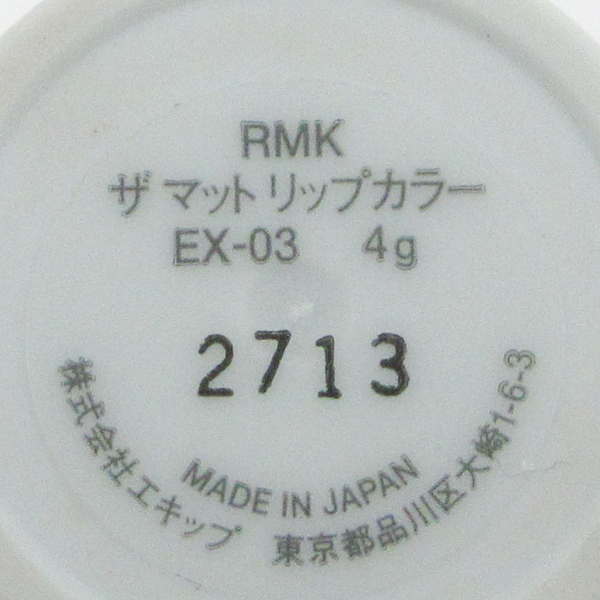 RMK
ザ マット リップカラー
EX-03 4g
2713
MADE IN JAPAN
株式会社エキップ 東京都品川区大崎1-6-3